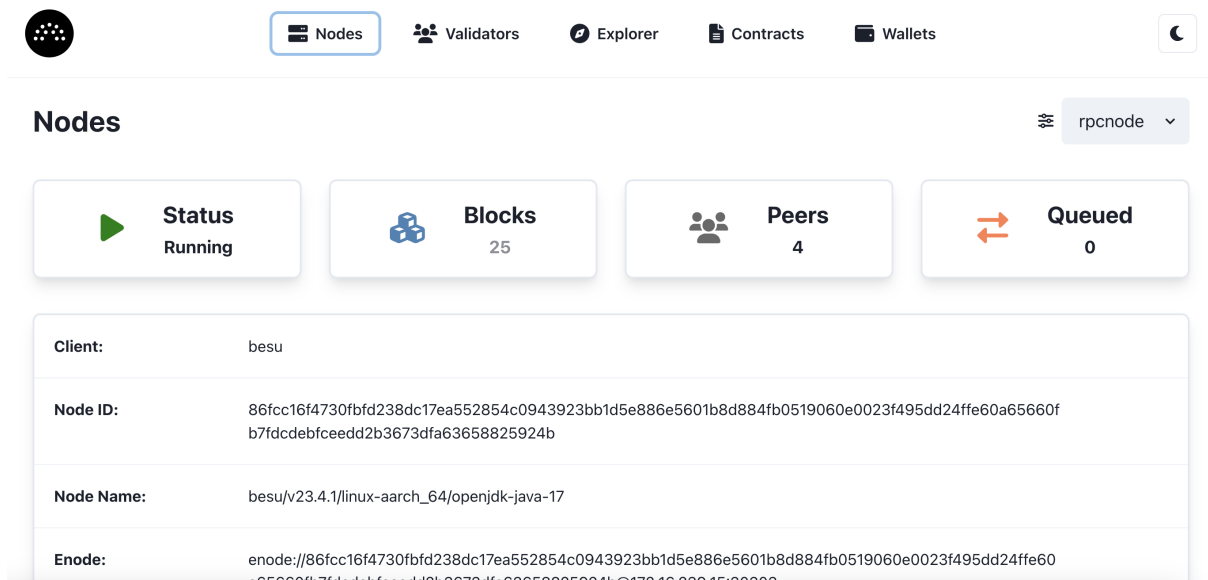 Nodes Validators Explorer Contracts Wallets
Nodes
rpcnode
Status Blocks Peers Queued
Running 25 4 0
Client: besu
Node ID: 86fcc16f4730fbfd238dc17ea552854c0943923bb1d5e886e5601b8d884fb0519060e0023f495dd24ffe60a65660f
b7fdcdebfceedd2b3673dfa63658825924b
Node Name: besu/v23.4.1/linux-aarch_64/openjdk-java-17
Enode: enode://86fcc16f4730fbfd238dc17ea552854c0943923bb1d5e886e5601b8d884fb0519060e0023f495dd24ffe60